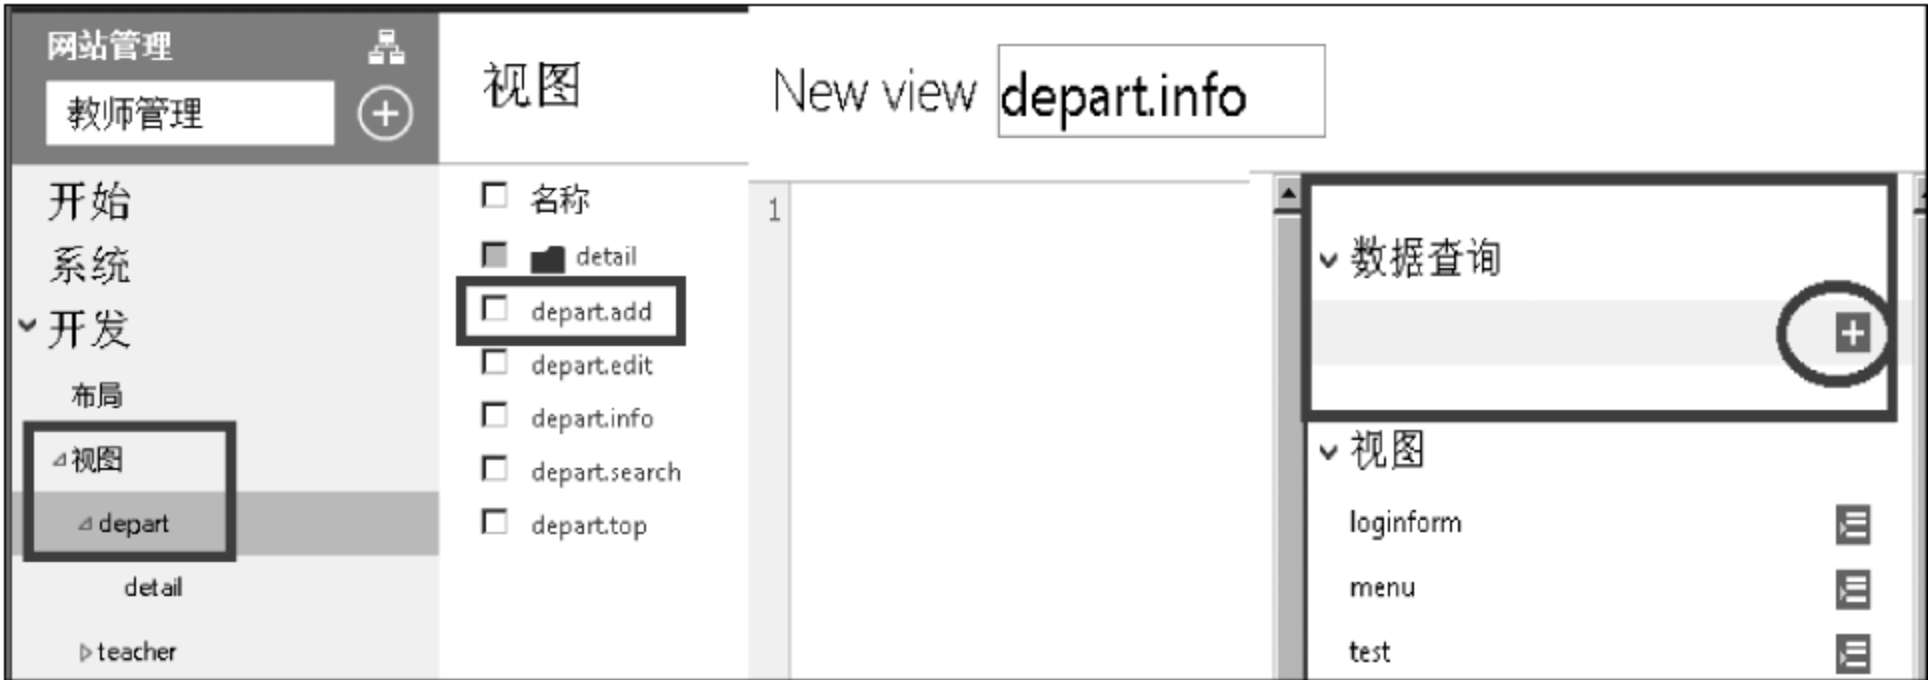 网站管理
教师管理
开始
系统
开发
布局
视图
depart
detail
teacher
视图
名称
detail
depart.add
depart.edit
depart.info
depart.search
depart.top
New view depart.info
1
数据查询
视图
loginform
menu
test